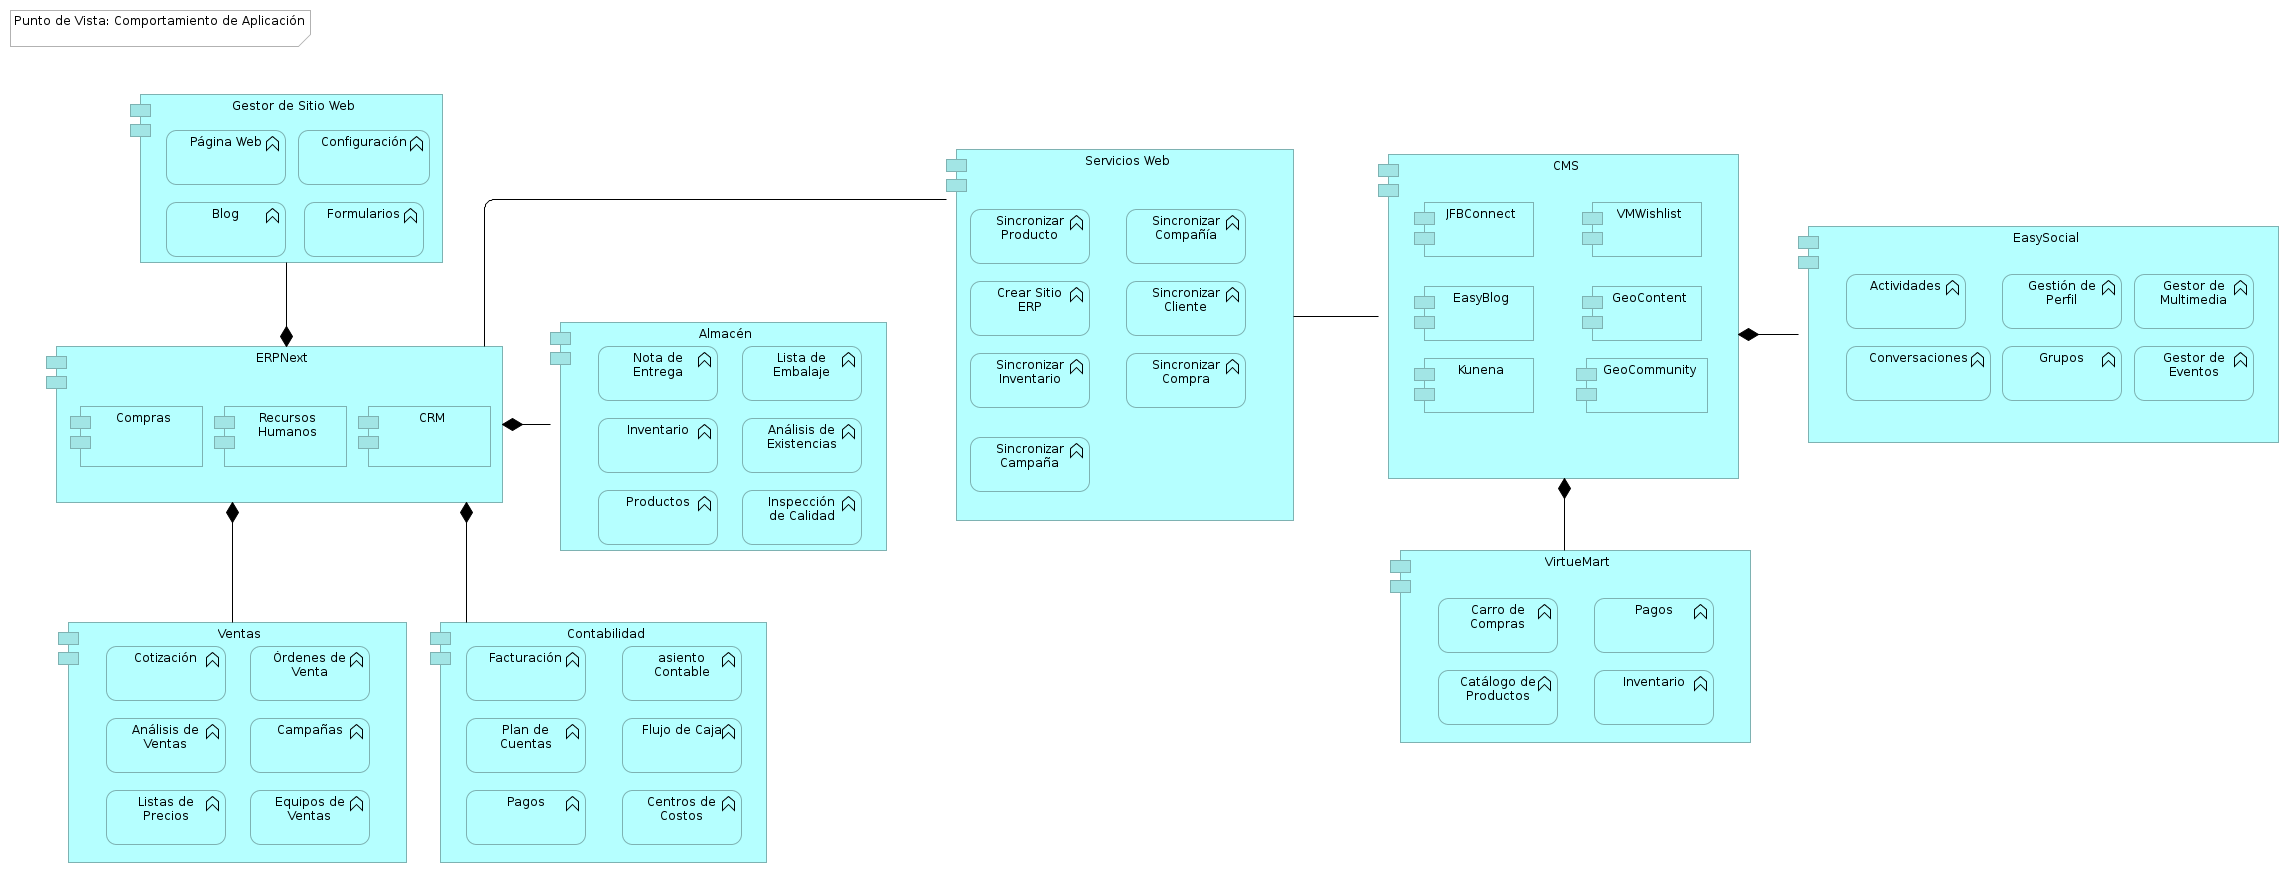 Punto de Vista: Comportamiento de Aplicación
Gestor de Sitio Web
Página Web
Configuración
Blog
Formularios
ERPNext
Compras
Recursos
Humanos
CRM
Almacén
Nota de
Entrega
Lista de
Embalaje
Inventario
Análisis de
Existencias
Productos
Inspección
de Calidad
Ventas
Cotización
Órdenes de
Venta
Análisis de
Ventas
Campañas
Listas de
Precios
Equipos de
Ventas
Contabilidad
Facturación
asiento
Contable
Plan de
Cuentas
Flujo de Caja
Pagos
Centros de
Costos
Servicios Web
Sincronizar
Producto
Sincronizar
Compañía
Crear Sitio
ERP
Sincronizar
Cliente
Sincronizar
Inventario
Sincronizar
Compra
Sincronizar
Campaña
CMS
JFBConnect
VMWishlist
EasyBlog
GeoContent
Kunena
GeoCommunity
EasySocial
Actividades
Gestión de
Perfil
Gestor de
Multimedia
Conversaciones
Grupos
Gestor de
Eventos
VirtueMart
Carro de
Compras
Pagos
Catálogo de
Productos
Inventario